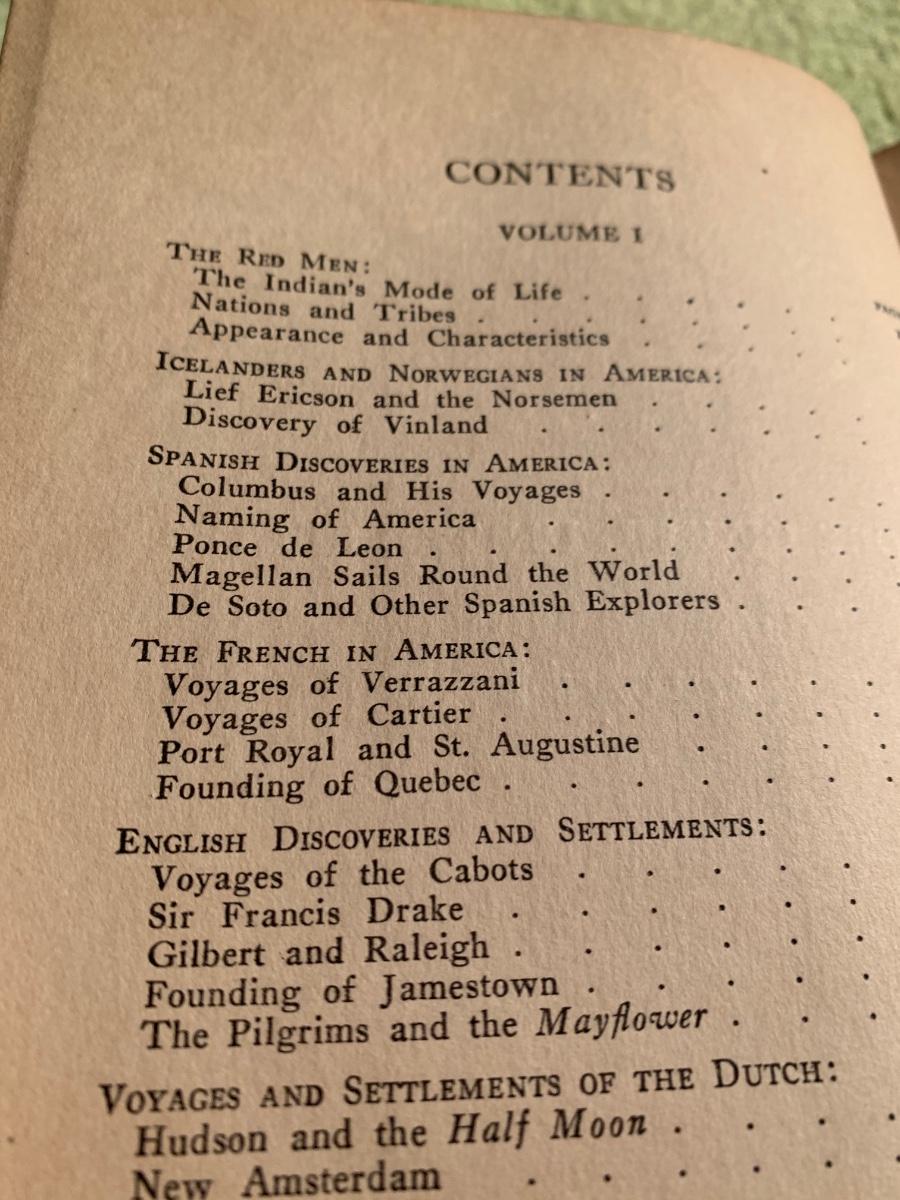 CONTENTS
VOLUME I
THE RED MEN:
The Indian's Mode of Life . . . . .
Nations and Tribes . . . . . .
Appearance and Characteristics . . . .
ICELANDERS AND NORWEGIANS IN AMERICA:
Lief Ericson and the Norsemen . . . .
Discovery of Vinland . . . . . .
SPANISH DISCOVERIES IN AMERICA:
Columbus and His Voyages . . . . .
Naming of America . . . . . .
Ponce de Leon . . . . . . . .
Magellan Sails Round the World . . .
De Soto and Other Spanish Explorers . . .
THE FRENCH IN AMERICA:
Voyages of Verrazzani . . . . . .
Voyages of Cartier . . . . . . .
Port Royal and St. Augustine . . . .
Founding of Quebec . . . . . . .
ENGLISH DISCOVERIES AND SETTLEMENTS:
Voyages of the Cabots . . . . .
Sir Francis Drake . . . . . .
Gilbert and Raleigh . . . . . .
Founding of Jamestown . . . . .
The Pilgrims and the Mayflower . . .
VOYAGES AND SETTLEMENTS OF THE DUTCH:
Hudson and the Half Moon . . . .
New Amsterdam . . . . .